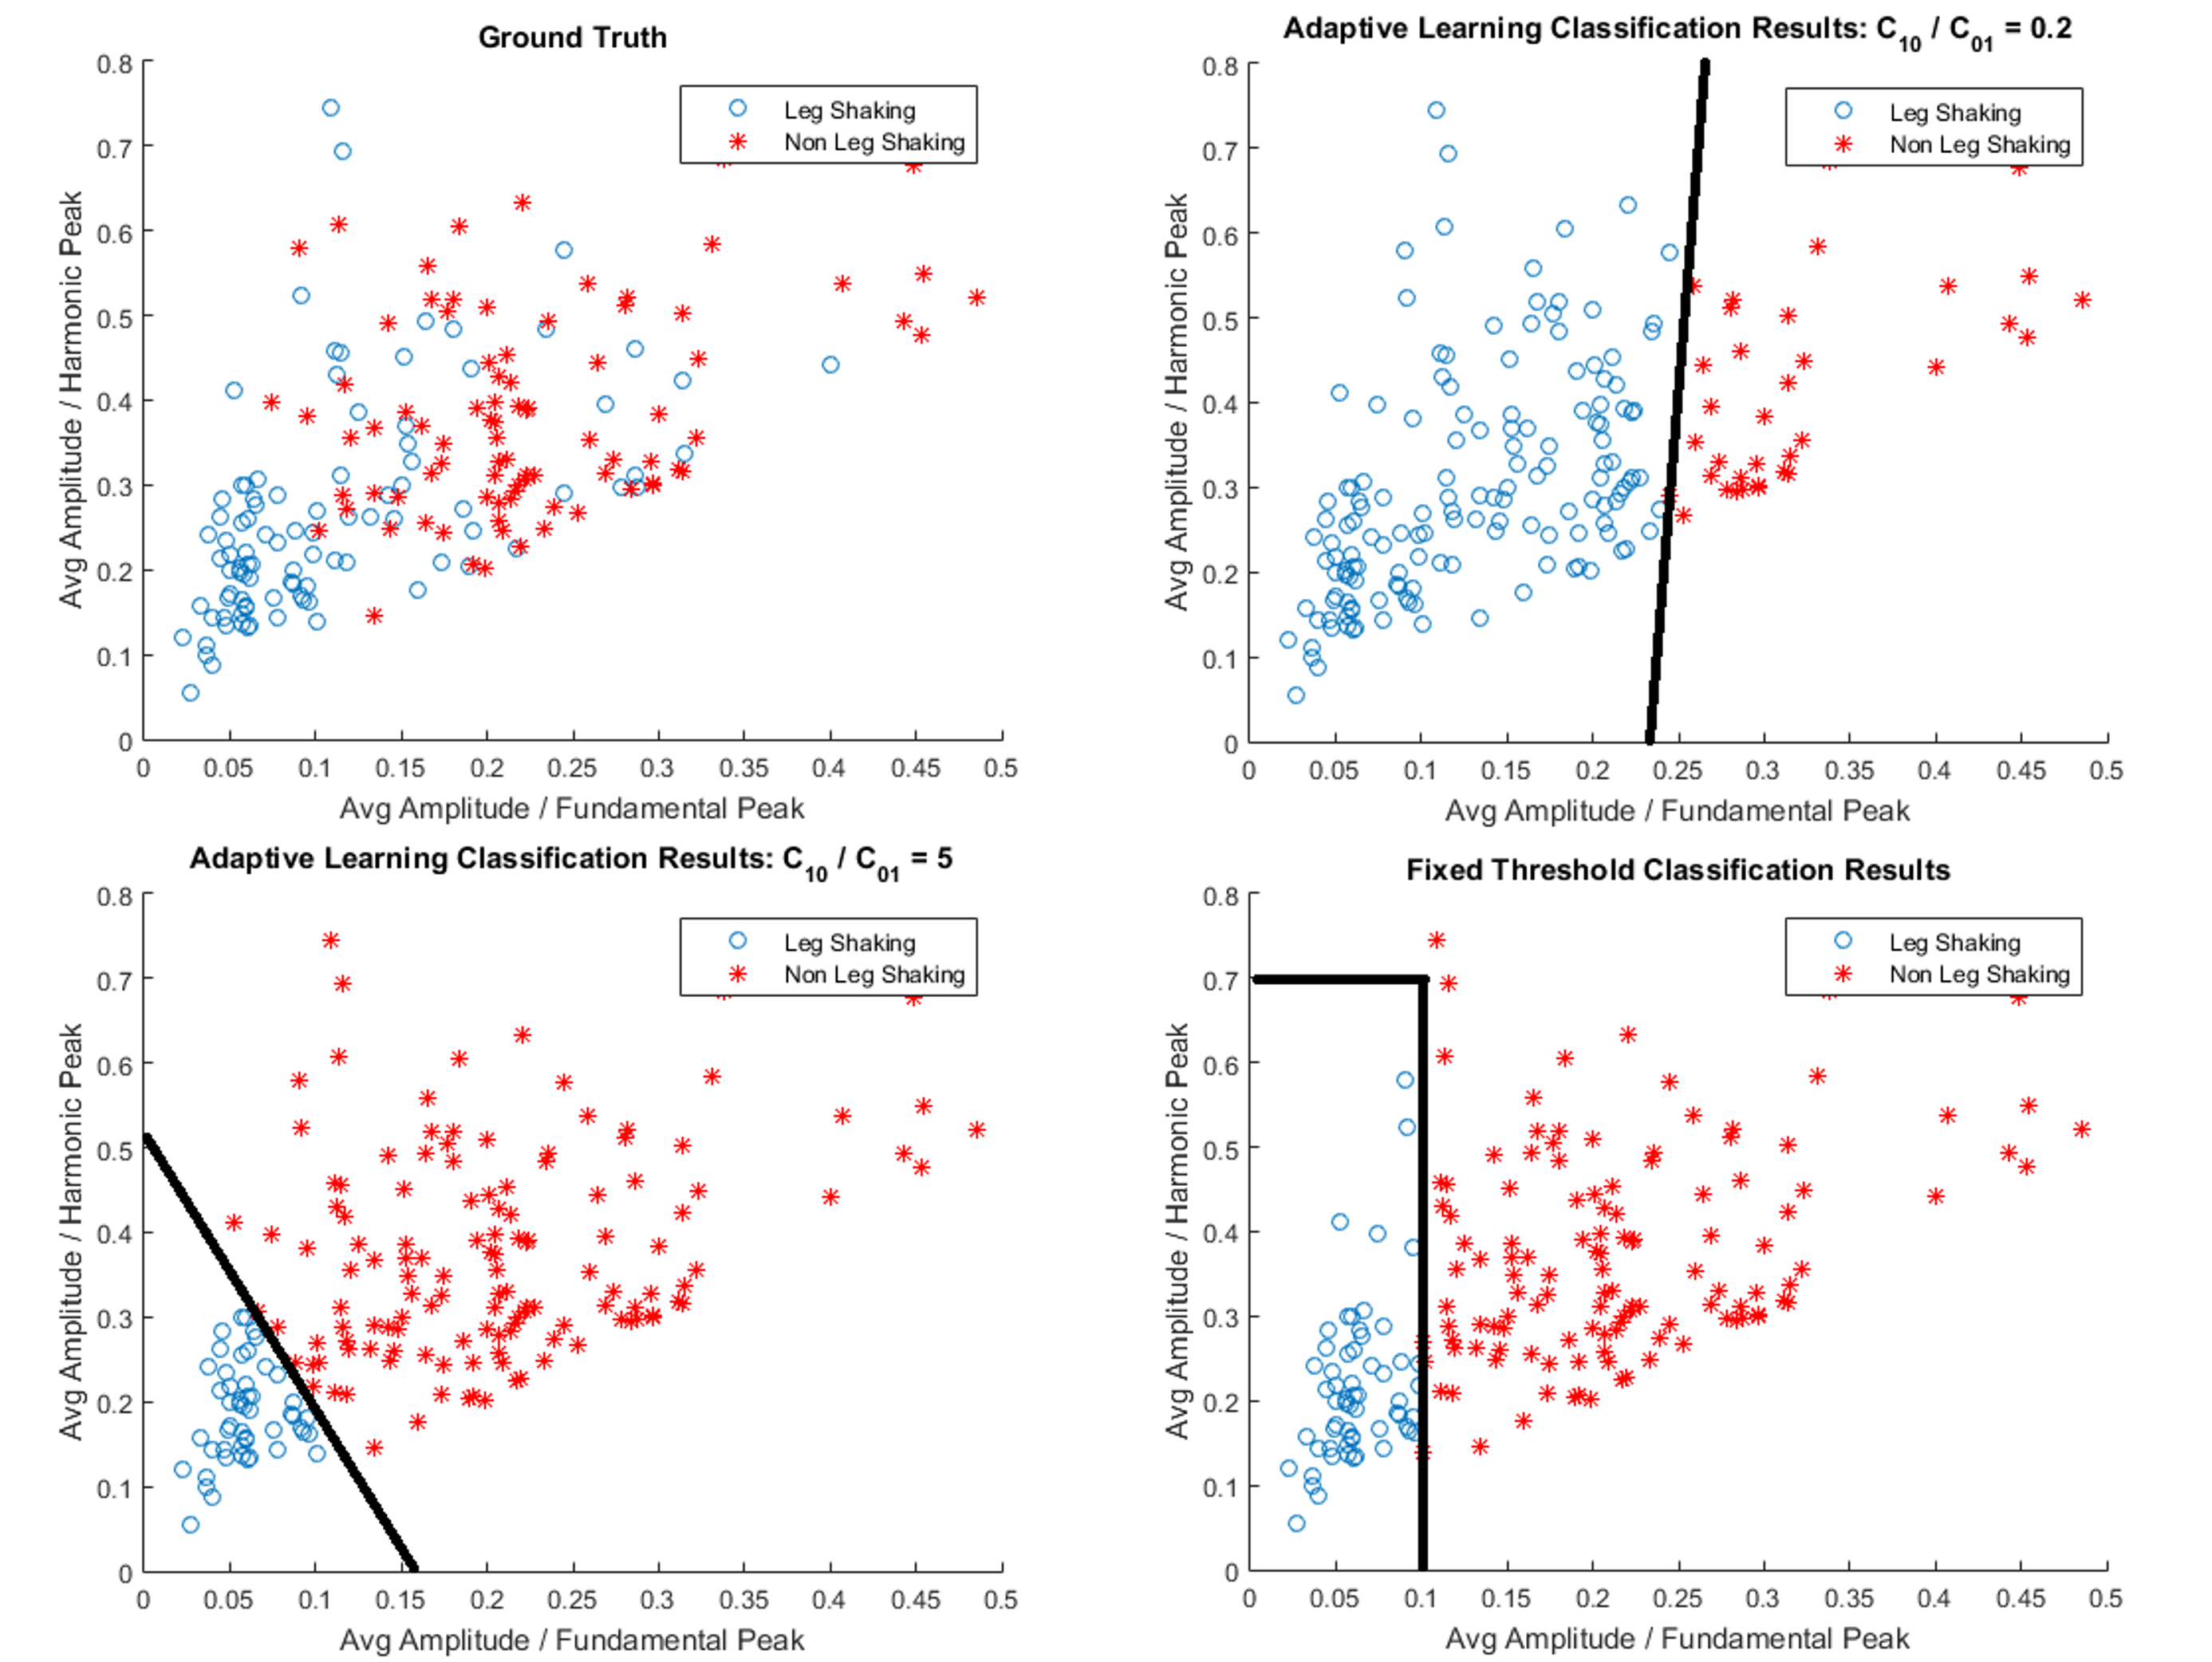 Ground Truth
0.8
0.7
0.6
0.5
0.4
0.3
0.2
0.1
0
Avg Amplitude / Harmonic Peak
Leg Shaking
Non Leg Shaking
0 0.05 0.1 0.15 0.2 0.25 0.3 0.35 0.4 0.45 0.5
Avg Amplitude / Fundamental Peak
Adaptive Learning Classification Results: C10 / C01 = 0.2
0.8
0.7
0.6
0.5
0.4
0.3
0.2
0.1
0
Avg Amplitude / Harmonic Peak
Leg Shaking
Non Leg Shaking
0 0.05 0.1 0.15 0.2 0.25 0.3 0.35 0.4 0.45 0.5
Avg Amplitude / Fundamental Peak
Adaptive Learning Classification Results: C10 / C01 = 5
0.8
0.7
0.6
0.5
0.4
0.3
0.2
0.1
0
Avg Amplitude / Harmonic Peak
Leg Shaking
Non Leg Shaking
0 0.05 0.1 0.15 0.2 0.25 0.3 0.35 0.4 0.45 0.5
Avg Amplitude / Fundamental Peak
Fixed Threshold Classification Results
0.8
0.7
0.6
0.5
0.4
0.3
0.2
0.1
0
Avg Amplitude / Harmonic Peak
Leg Shaking
Non Leg Shaking
0 0.05 0.1 0.15 0.2 0.25 0.3 0.35 0.4 0.45 0.5
Avg Amplitude / Fundamental Peak